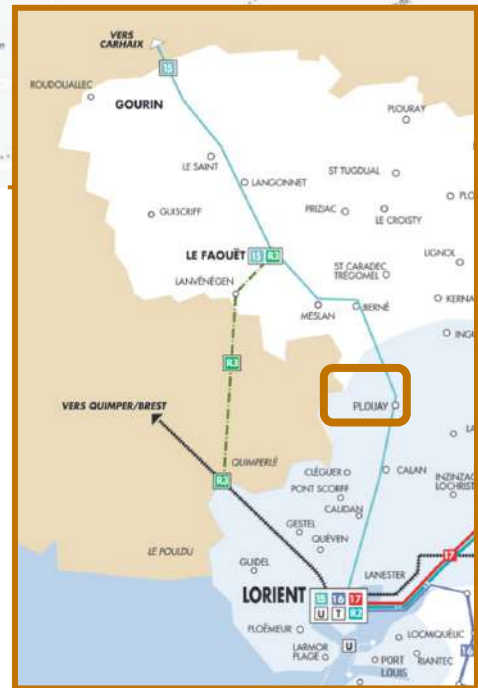 VERS
CARHAIX
15
ROUDOUALLEC
GOURIN
PLOURAY
LE SAINT
ST TUGDUAL
LANGONNET
GUISCRIFF
PRIZIAC
LE CROISTY
LE FAOUËT 15 R3
ST CARADEC
TRÉGOMEL
LIGNOL
LANVÉNÉGEN
MESLAN
BERNÉ
KERNA
R3
VERS QUIMPER/BREST
PLOUAY
QUIMPERLÉ
R3
CLÉGUER
CALAN
PONT SCORFF
INZINZAC
LOCHRIST
CAUDAN
GESTEL
QUÉVEN
LE POULDU
GUIDEL
LANESTER
17
LORIENT
15 16 17
U T R2
PLOËMEUR
LARMOR
PLAGE
U
LOCMIQUÉLIC
PORT
LOUIS
RIANTEC
16